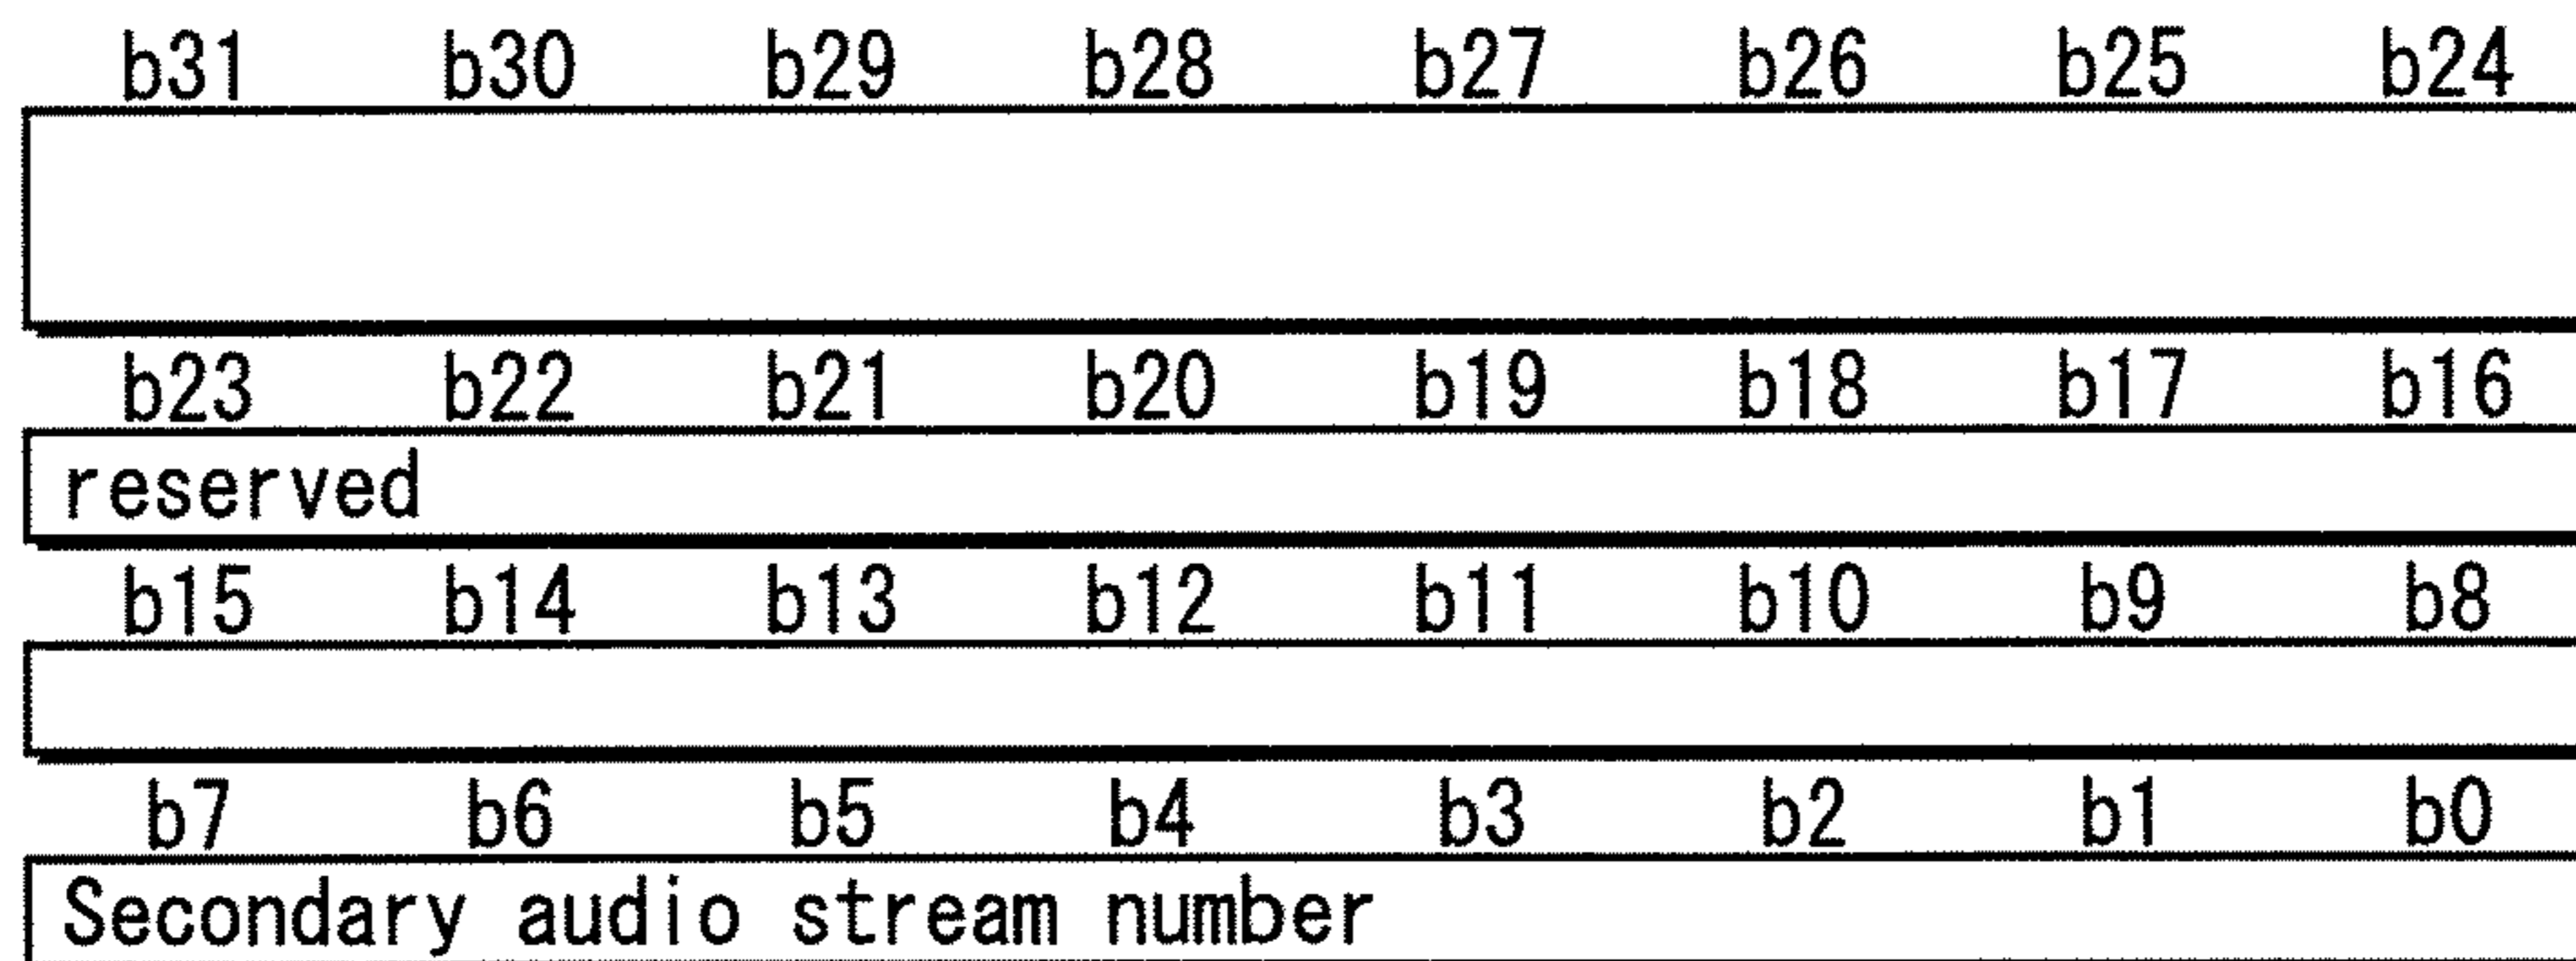 b31 b30 b29 b28 b27 b26 b25 b24
b23 b22 b21 b20 b19 b18 b17 b16
reserved
b15 b14 b13 b12 b11 b10 b9 b8
b7 b6 b5 b4 b3 b2 b1 b0
Secondary audio stream number